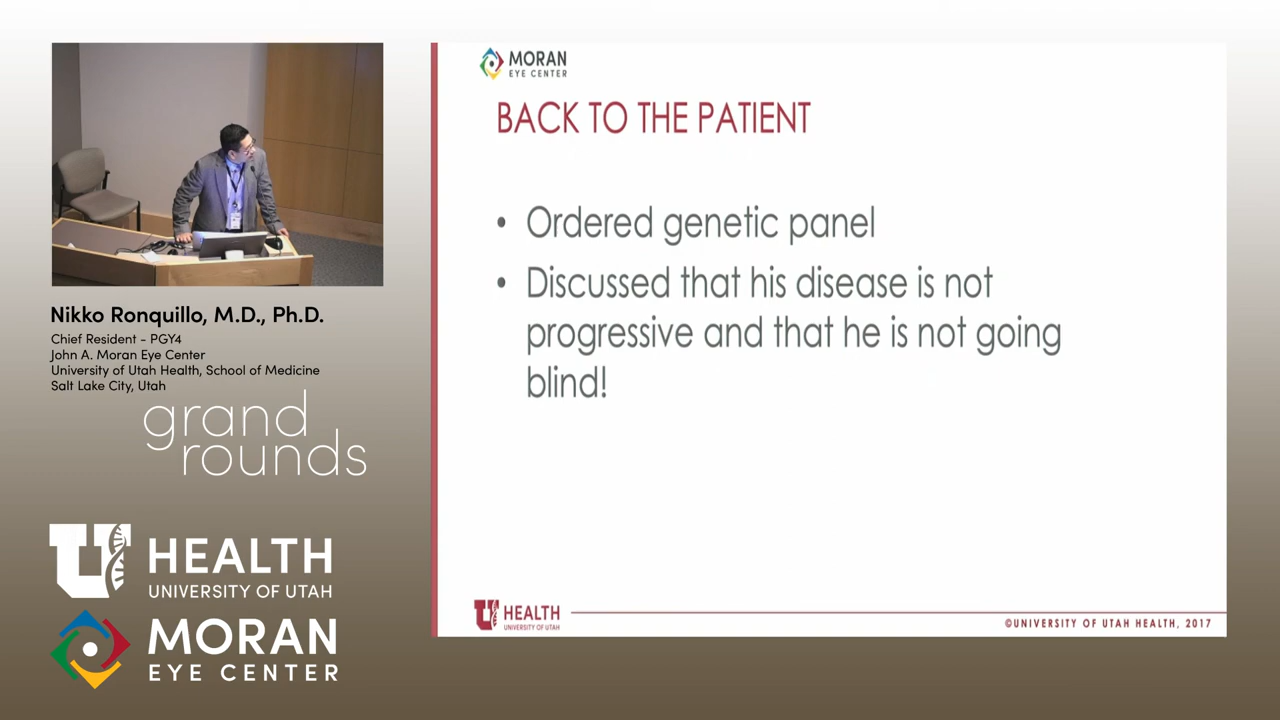 Nikko Ronquillo, M.D., Ph.D.
Chief Resident - PGY4
John A. Moran Eye Center
University of Utah Health, School of Medicine
Salt Lake City, Utah
grand
rounds
U HEALTH
UNIVERSITY OF UTAH
MORAN
EYE CENTER
MORAN
EYE CENTER
BACK TO THE PATIENT
• Ordered genetic panel
• Discussed that his disease is not
progressive and that he is not going
blind!
U HEALTH
UNIVERSITY OF UTAH
©UNIVERSITY OF UTAH HEALTH, 2017